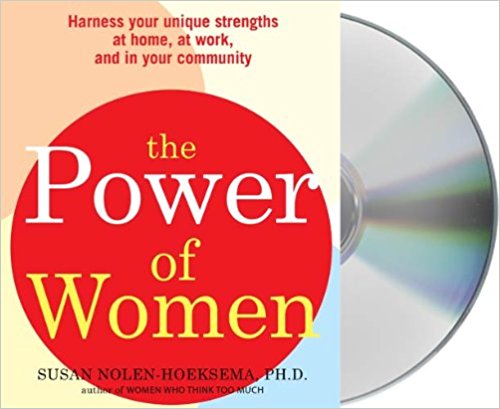 Harness your unique strengths
at home, at work,
and in your community
the
Power
of
Women
SUSAN NOLEN-HOEKSEMA, PH.D.
author of WOMEN WHO THINK TOO MUCH